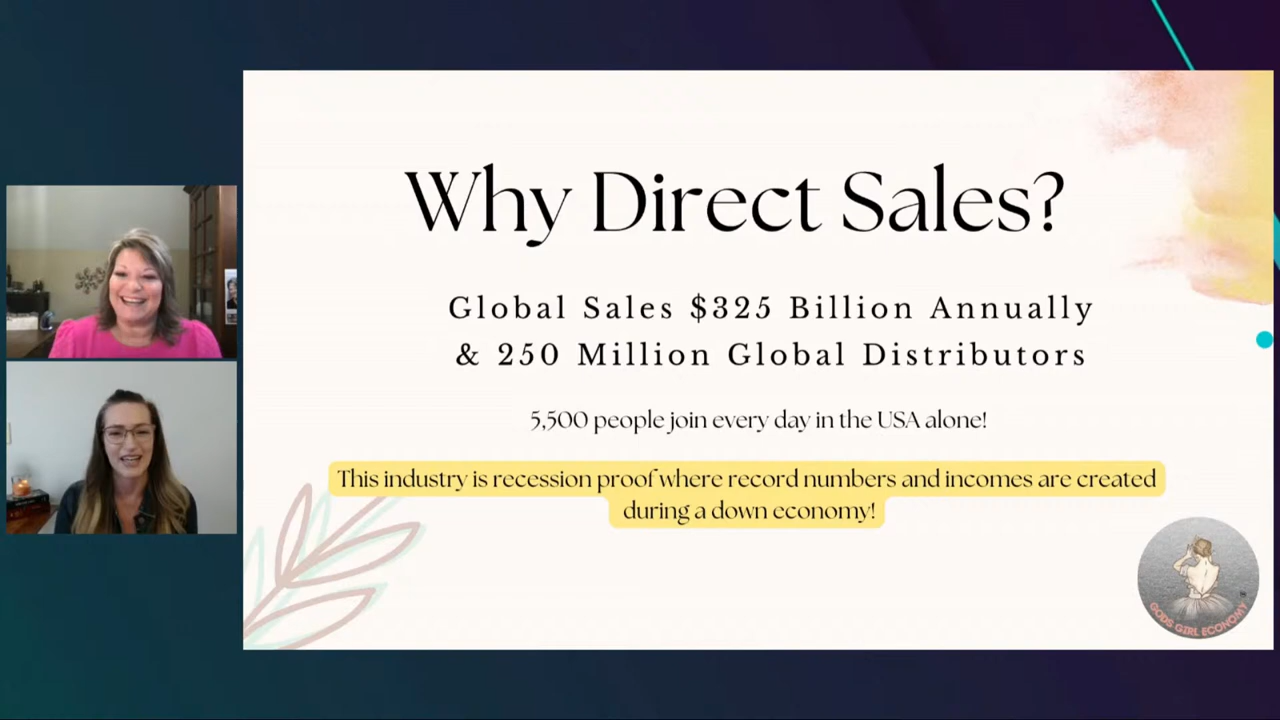 Why Direct Sales?
Global Sales $325 Billion Annually
& 250 Million Global Distributors
5,500 people join every day in the USA alone!
This industry is recession proof where record numbers and incomes are created
during a down economy!
GODS GIRL ECONOMY